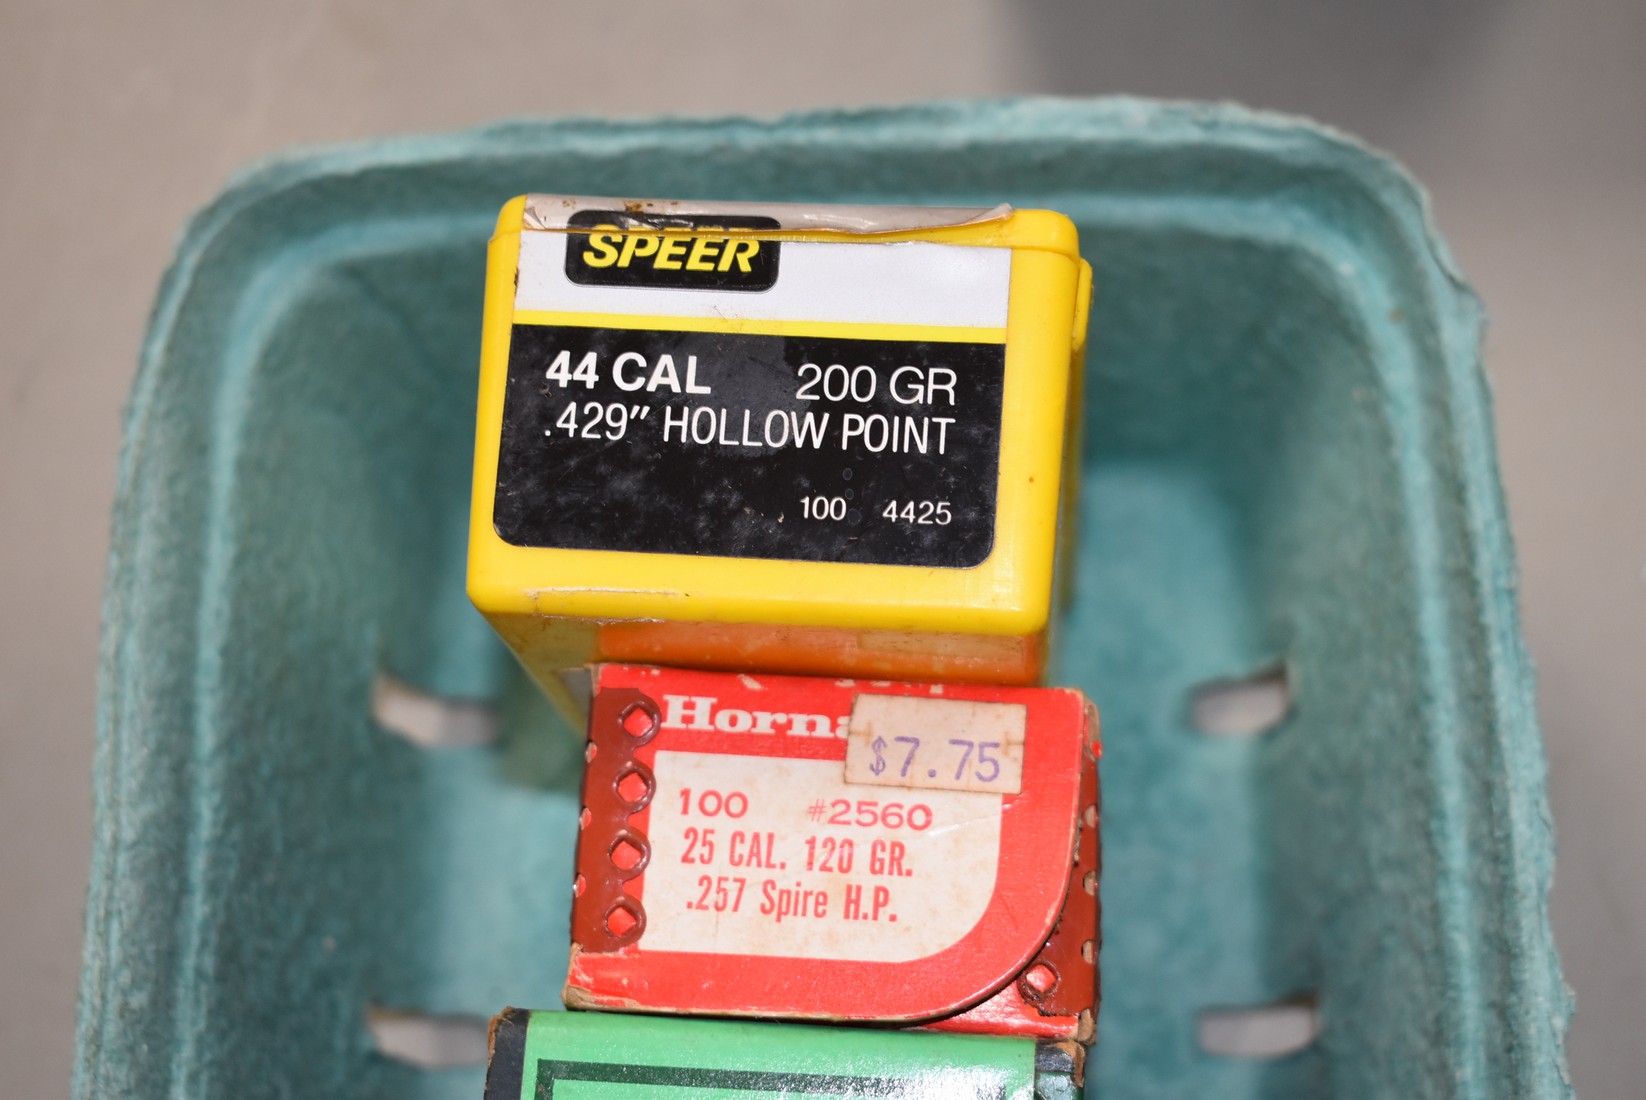 SPEER
44 CAL 200 GR
.429" HOLLOW POINT
100 4425
Horna
$7.75
100 #2560
25 CAL. 120 GR.
.257 Spire H.P.